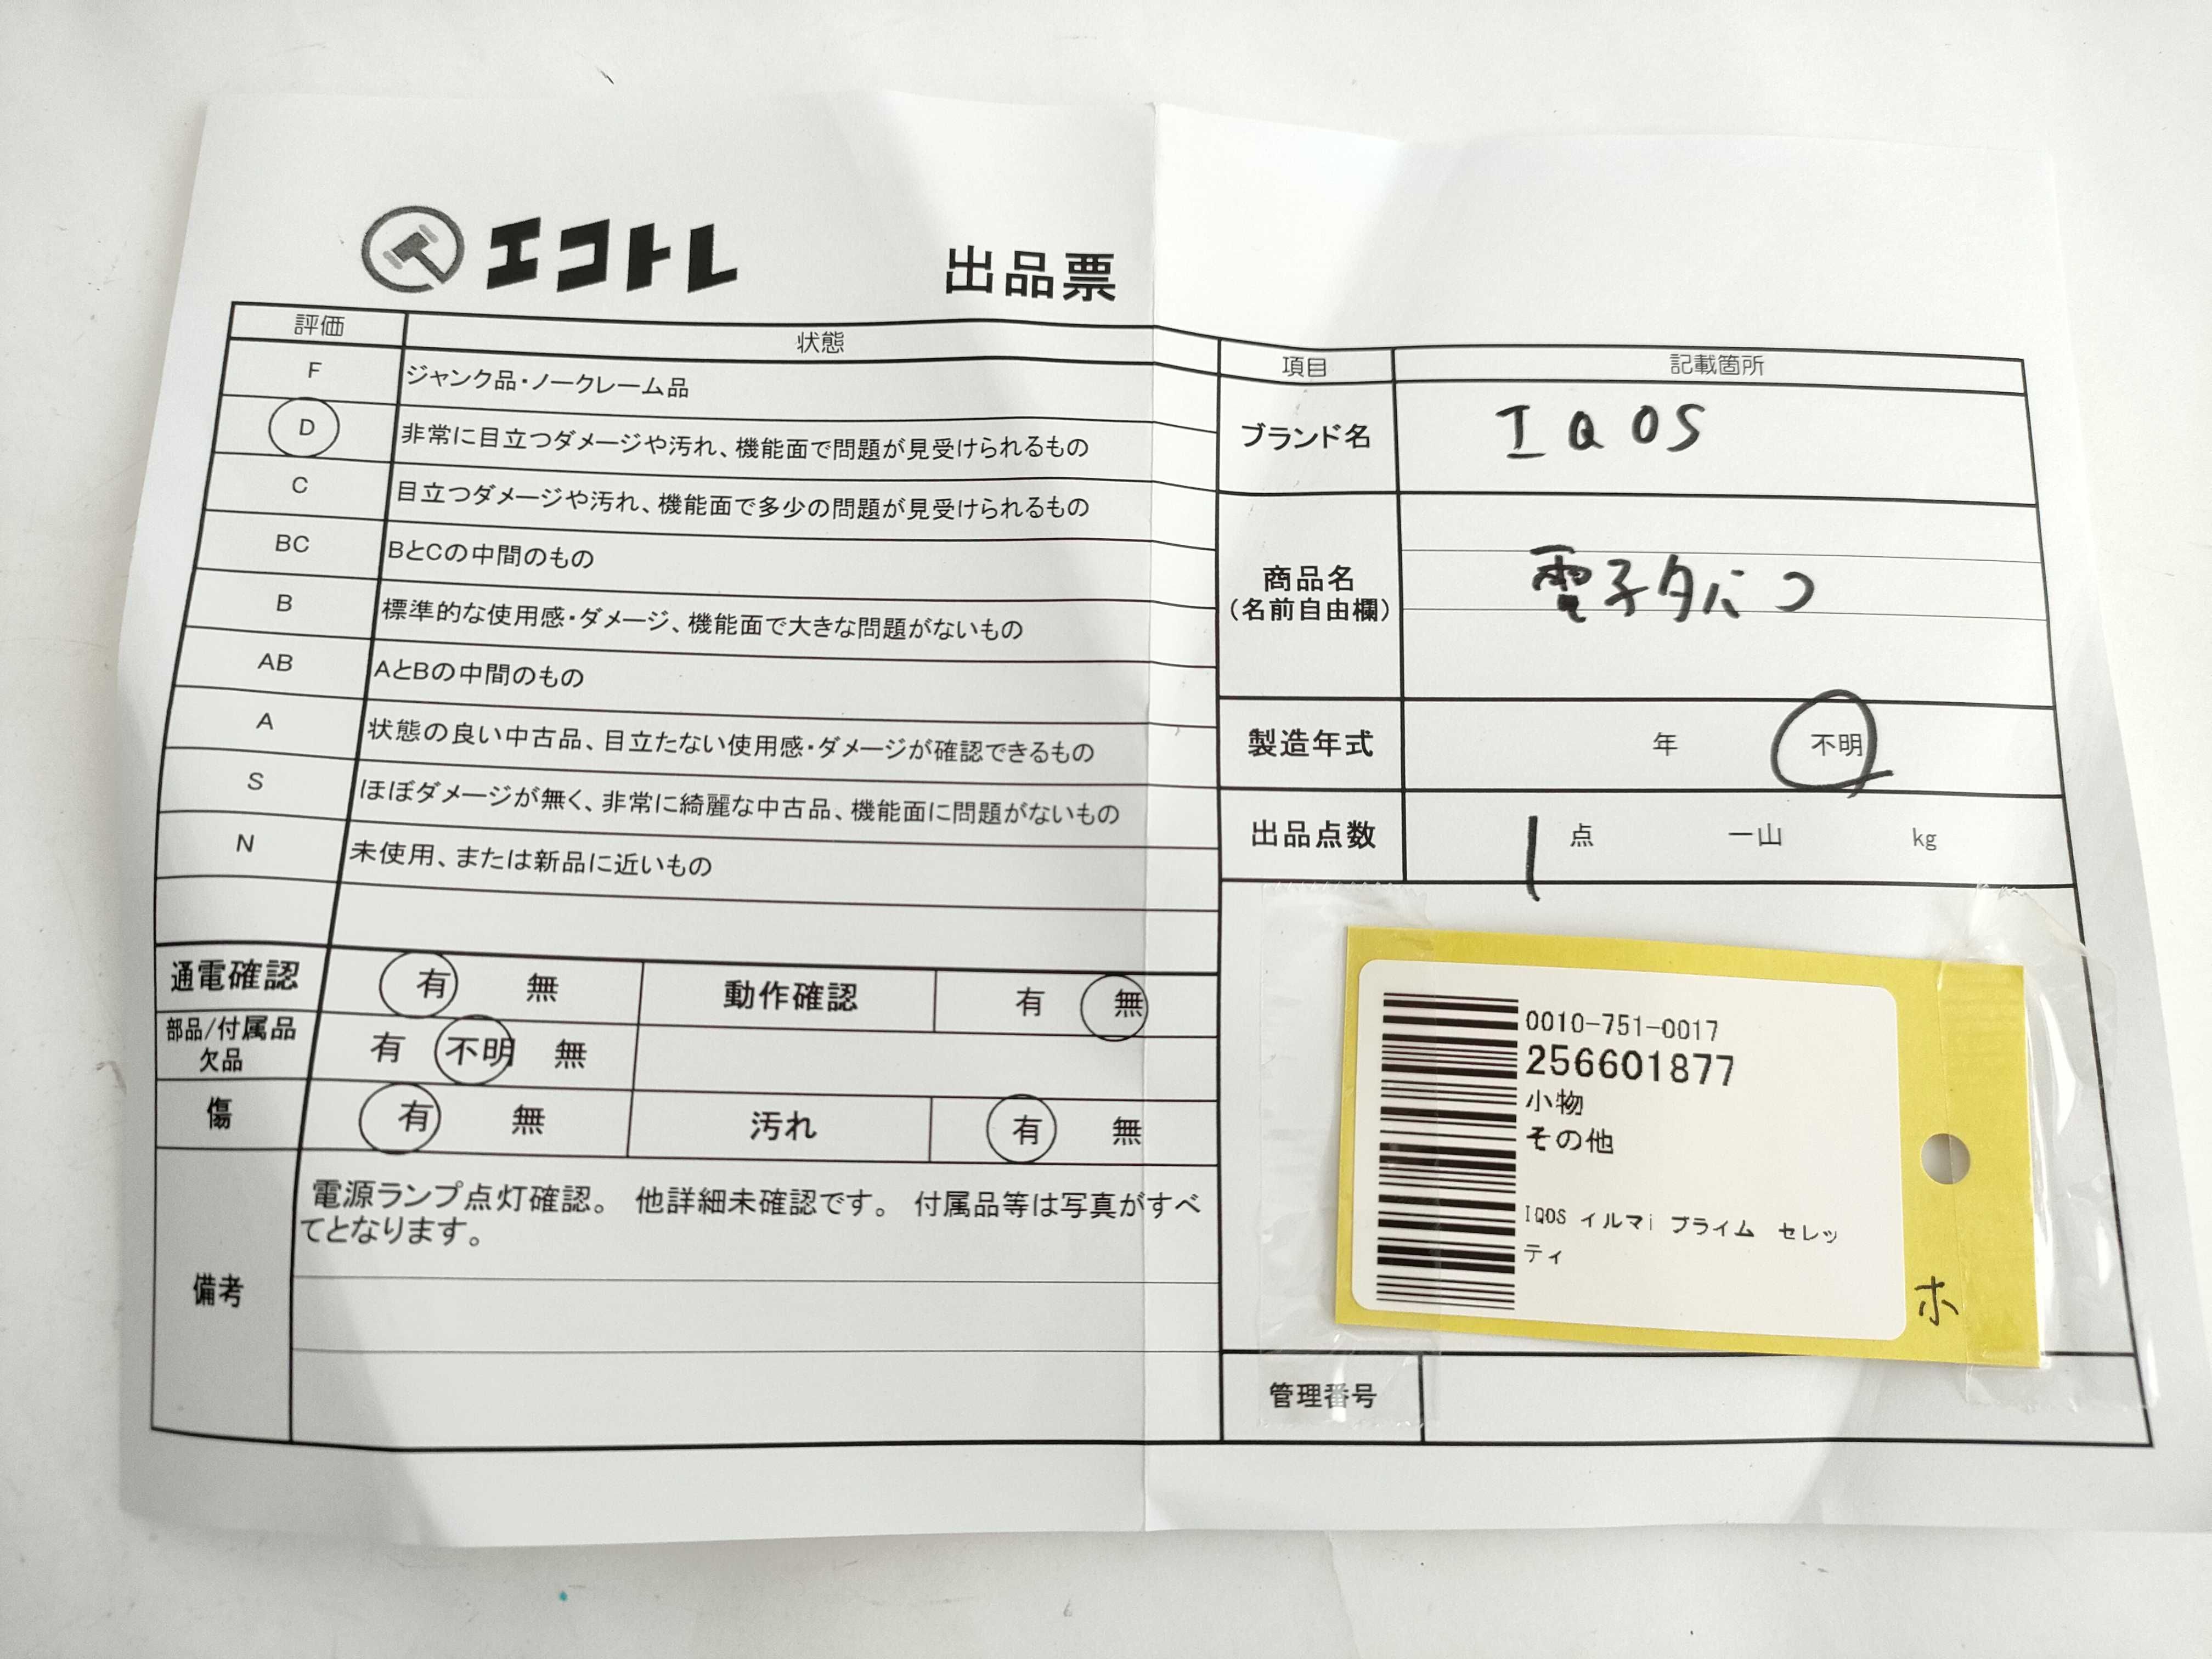 エコトレ
出品票
評価 状態
F ジャンク品・ノークレーム品
D 非常に目立つダメージや汚れ、機能面で問題が見受けられるもの
C 目立つダメージや汚れ、機能面で多少の問題が見受けられるもの
BC BとCの中間のもの
B 標準的な使用感・ダメージ、機能面で大きな問題がないもの
AB AとBの中間のもの
A 状態の良い中古品、目立たない使用感・ダメージが確認できるもの
S ほぼダメージが無く、非常に綺麗な中古品、機能面に問題がないもの
N 未使用、または新品に近いもの
通電確認 有 無 動作確認 有 無
部品/付属品
欠品
有 不明 無
傷 有 無 汚れ 有 無
備考
電源ランプ点灯確認。 他詳細未確認です。 付属品等は写真がすべ
てとなります。
項目 記載箇所
ブランド名 IQOS
商品名
(名前自由欄)
電子タバコ
製造年式 年 不明
出品点数 1 点 一山 kg
0010-751-0017
256601877
小物
その他
IQOS イルマi プライム セレッ
ティ
ホ
管理番号